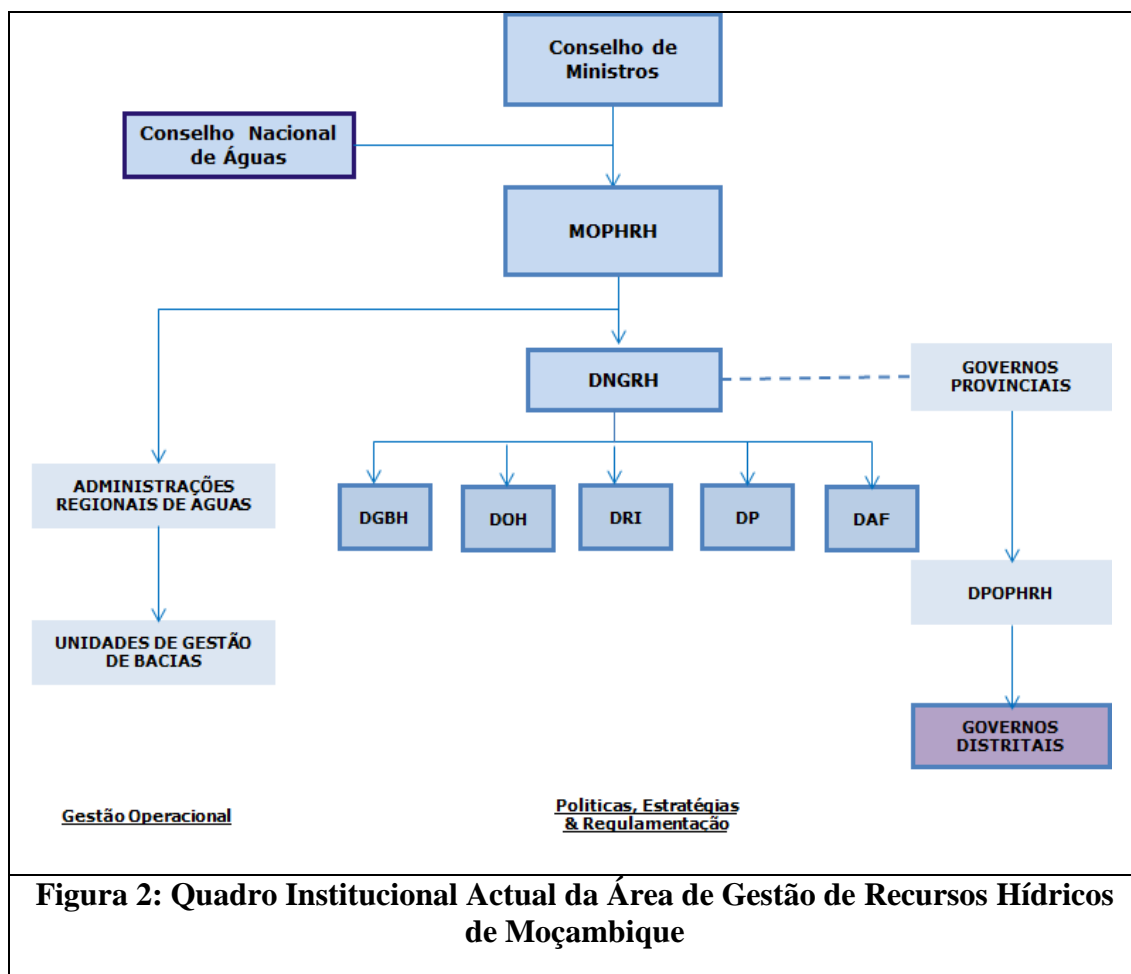 Conselho de
Ministros
Conselho Nacional
de Águas
MOPHRH
DNGRH
GOVERNOS
PROVINCIAIS
ADMINISTRAÇÕES
REGIONAIS DE AGUAS
DGBH
DOH
DRI
DP
DAF
DPOPHRH
UNIDADES DE GESTÃO
DE BACIAS
GOVERNOS
DISTRITAIS
Gestão Operacional
Politicas, Estratégias
& Regulamentação
Figura 2: Quadro Institucional Actual da Área de Gestão de Recursos Hídricos
de Moçambique